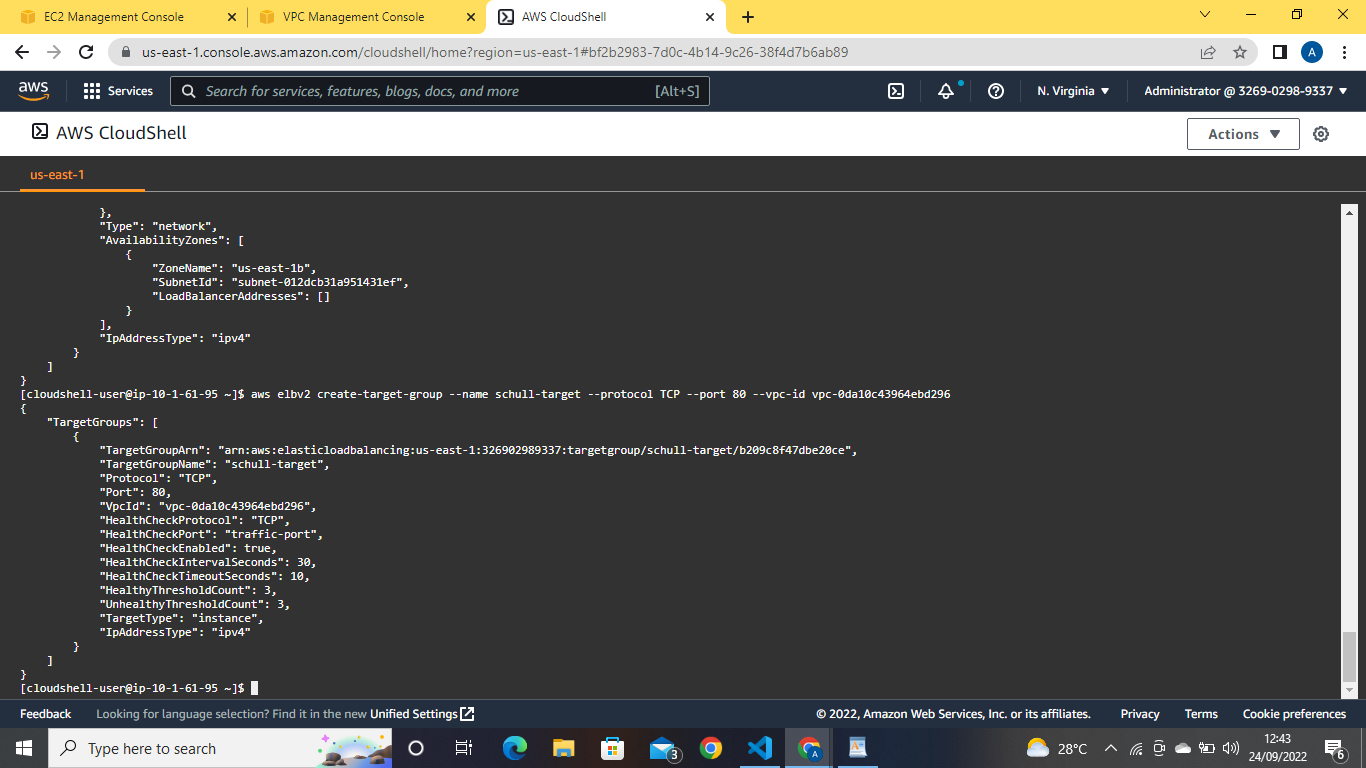 EC2 Management Console
VPC Management Console
AWS CloudShell
us-east-1.console.aws.amazon.com/cloudshell/home?region=us-east-1#bf2b2983-7d0c-4b14-9c26-38f4d7b6ab89
A
aws
Services
Search for services, features, blogs, docs, and more
[Alt+S]
N. Virginia
Administrator @ 3269-0298-9337
AWS CloudShell
Actions
us-east-1
},
"Type": "network",
"AvailabilityZones": [
{
"ZoneName": "us-east-1b",
"SubnetId": "subnet-012dcb31a951431ef",
"LoadBalancerAddresses": []
}
],
"IpAddressType": "ipv4"
}
]
}
[cloudshell-user@ip-10-1-61-95 ~]$ aws elbv2 create-target-group --name schull-target --protocol TCP --port 80 --vpc-id vpc-0da10c43964ebd296
{
"TargetGroups": [
{
"TargetGroupArn": "arn:aws:elasticloadbalancing:us-east-1:326902989337:targetgroup/schull-target/b209c8f47dbe20ce",
"TargetGroupName": "schull-target",
"Protocol": "TCP",
"Port": 80,
"VpcId": "vpc-0da10c43964ebd296",
"HealthCheckProtocol": "TCP",
"HealthCheckPort": "traffic-port",
"HealthCheckEnabled": true,
"HealthCheckIntervalSeconds": 30,
"HealthCheckTimeoutSeconds": 10,
"HealthyThresholdCount": 3,
"UnhealthyThresholdCount": 3,
"TargetType": "instance",
"IpAddressType": "ipv4"
}
]
}
[cloudshell-user@ip-10-1-61-95 ~]$
Feedback
Looking for language selection? Find it in the new Unified Settings
© 2022, Amazon Web Services, Inc. or its affiliates.
Privacy
Terms
Cookie preferences
Type here to search
3
A
28°C
12:43
24/09/2022
6